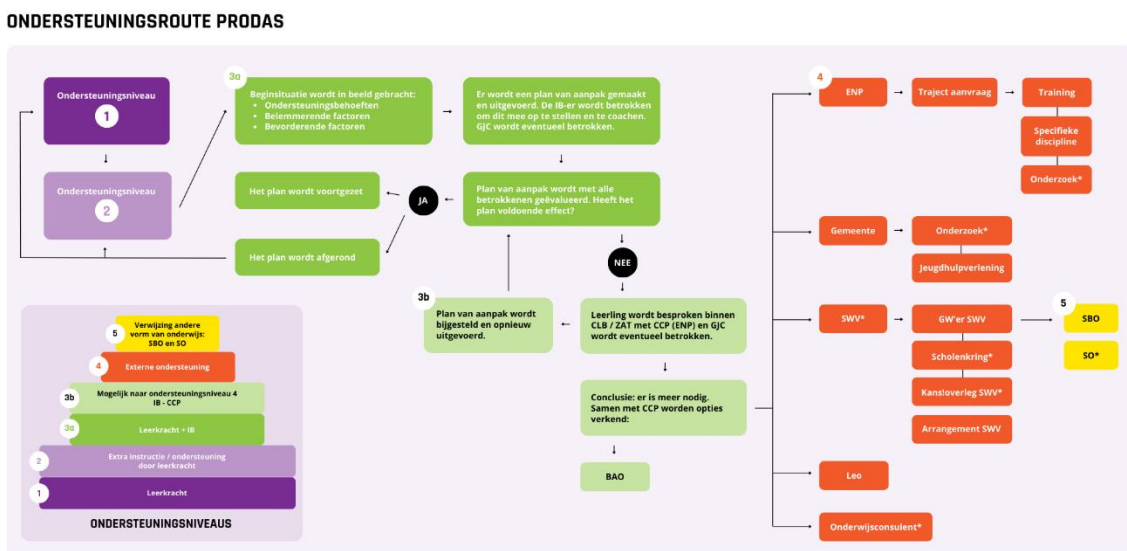 ONDERSTEUNINGSROUTE PRODAS
Ondersteuningsniveau
1
Ondersteuningsniveau
2
3a
Beginsituatie wordt in beeld gebracht:
• Ondersteuningsbehoeften
• Belemmerende factoren
• Bevorderende factoren
Er wordt een plan van aanpak gemaakt
en uitgevoerd. De IB-er wordt betrokken
om dit mee op te stellen en te coachen.
GJC wordt eventueel betrokken.
Het plan wordt voortgezet
JA
Plan van aanpak wordt met alle
betrokkenen geëvalueerd. Heeft het
plan voldoende effect?
Het plan wordt afgerond
NEE
3b
Plan van aanpak wordt
bijgesteld en opnieuw
uitgevoerd.
Leerling wordt besproken binnen
CLB / ZAT met CCP (ENP) en GJC
wordt eventueel betrokken.
Conclusie: er is meer nodig.
Samen met CCP worden opties
verkend:
BAO
4
ENP
Traject aanvraag
Training
Specifieke
discipline
Onderzoek*
Gemeente
Onderzoek*
Jeugdhulpverlening
SWV*
GW'er SWV
Scholenkring*
Kansloverleg SWV*
Arrangement SWV
5
SBO
SO*
Leo
Onderwijsconsulent*
5
Verwijzing andere
vorm van onderwijs:
SBO en SO
4
Externe ondersteuning
3b
Mogelijk naar ondersteuningsniveau 4
IB - CCP
3a
Leerkracht + IB
2
Extra instructie / ondersteuning
door leerkracht
1
Leerkracht
ONDERSTEUNINGSNIVEAUS